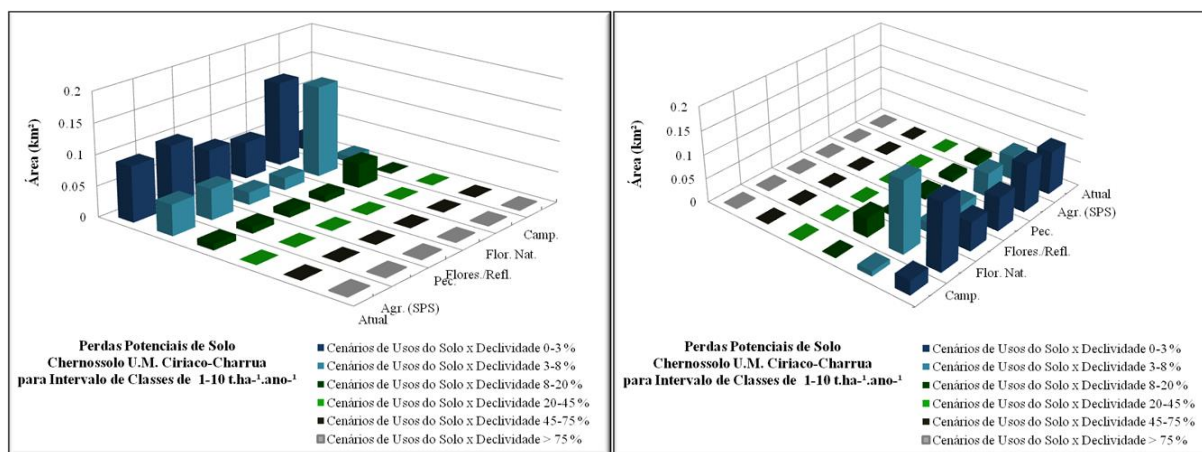 0.2
0.15
0.1
0.05
0
Área (km²)
Camp.
Flor. Nat.
Flores./Refl.
Pec.
Agr. (SPS)
Atual
Perdas Potenciais de Solo
Chernossolo U.M. Ciriaco-Charrua
para Intervalo de Classes de 1-10 t.ha-¹.ano-¹
Cenários de Usos do Solo x Declividade 0-3 %
Cenários de Usos do Solo x Declividade 3-8 %
Cenários de Usos do Solo x Declividade 8-20 %
Cenários de Usos do Solo x Declividade 20-45 %
Cenários de Usos do Solo x Declividade 45-75 %
Cenários de Usos do Solo x Declividade > 75 %
0.2
0.15
0.1
0.05
0
Área (km²)
Atual
Agr. (SPS)
Pec.
Flores./Refl.
Flor. Nat.
Camp.
Perdas Potenciais de Solo
Chernossolo U.M. Ciriaco-Charrua
para Intervalo de Classes de 1-10 t.ha-¹.ano-¹
Cenários de Usos do Solo x Declividade 0-3 %
Cenários de Usos do Solo x Declividade 3-8 %
Cenários de Usos do Solo x Declividade 8-20 %
Cenários de Usos do Solo x Declividade 20-45 %
Cenários de Usos do Solo x Declividade 45-75 %
Cenários de Usos do Solo x Declividade > 75 %